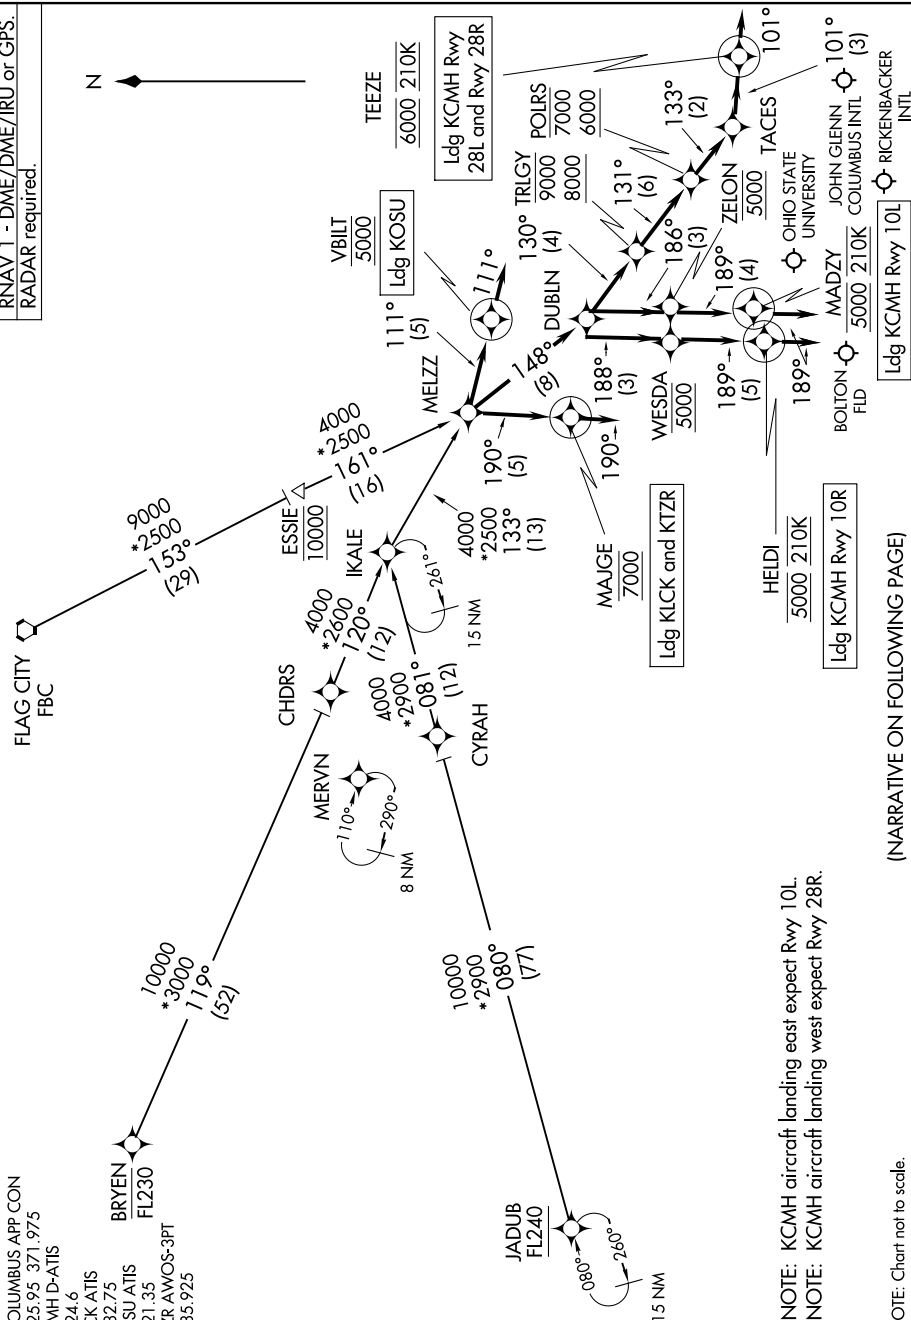 RNAV 1 - DME/DME/IRU or GPS.
RADAR required.
N
FLAG CITY
FBC
9000
*2500
153°
(29)
ESSIE
10000
4000
*2500
161°
(16)
MELZZ
111°
(5)
VBILT
5000
Ldg KOSU
111°
TEEZE
6000 210K
Ldg KCMH Rwy
28L and Rwy 28R
101°
101°
(3)
TACES
133°
(2)
POLRS
7000
6000
131°
(6)
TRLGY
9000
8000
130°
(4)
DUBLN
148°
(8)
186°
(3)
ZELON
5000
189°
(4)
MADZY
5000 210K
Ldg KCMH Rwy 10L
188°
(3)
WESDA
5000
189°
(5)
189°
HELDI
5000 210K
Ldg KCMH Rwy 10R
190°
(5)
190°
MAJGE
7000
Ldg KLCK and KTZR
OHIO STATE
UNIVERSITY
JOHN GLENN
COLUMBUS INTL
RICKENBACKER
INTL
BOLTON
FLD
IKALE
4000
*2500
133°
(13)
261°
15 NM
CHDRS
4000
*2600
120°
(12)
CYRAH
4000
*2900
081°
(12)
MERVN
110°
290°
8 NM
BRYEN
FL230
10000
*3000
119°
(52)
JADUB
FL240
10000
*2900
080°
(77)
080°
260°
15 NM
OLUMBUS APP CON
25.95 371.975
MH D-ATIS
24.6
CK ATIS
32.75
SU ATIS
21.35
ZR AWOS-3PT
35.925
NOTE: KCMH aircraft landing east expect Rwy 10L.
NOTE: KCMH aircraft landing west expect Rwy 28R.
OTE: Chart not to scale.
(NARRATIVE ON FOLLOWING PAGE)